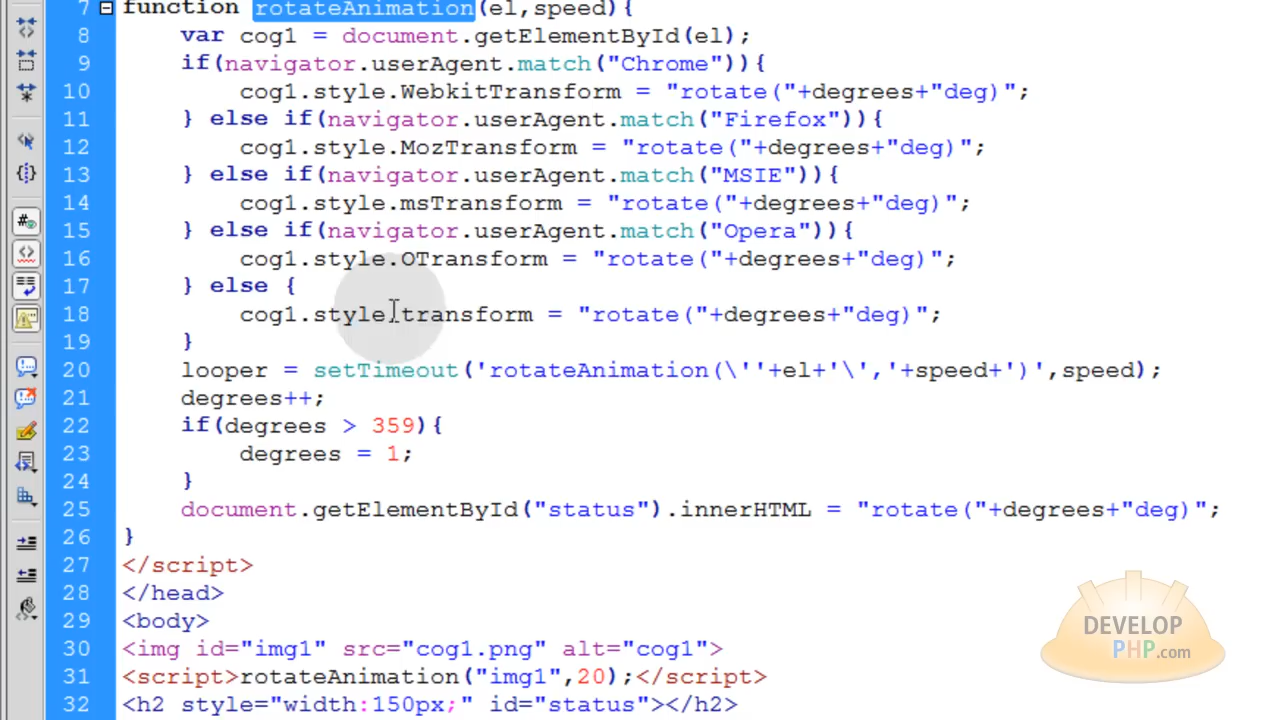 7 function rotateAnimation(el,speed){
8 var cog1 = document.getElementById(el);
9 if(navigator.userAgent.match("Chrome")){
10 cog1.style.WebkitTransform = "rotate("+degrees+"deg)";
11 } else if(navigator.userAgent.match("Firefox")){
12 cog1.style.MozTransform = "rotate("+degrees+"deg)";
13 } else if(navigator.userAgent.match("MSIE")){
14 cog1.style.msTransform = "rotate("+degrees+"deg)";
15 } else if(navigator.userAgent.match("Opera")){
16 cog1.style.OTransform = "rotate("+degrees+"deg)";
17 } else {
18 cog1.style.transform = "rotate("+degrees+"deg)";
19 }
20 looper = setTimeout('rotateAnimation(\''+el+'\','+speed+')',speed);
21 degrees++;
22 if(degrees > 359){
23 degrees = 1;
24 }
25 document.getElementById("status").innerHTML = "rotate("+degrees+"deg)";
26 }
27 </script>
28 </head>
29 <body>
30 <img id="img1" src="cog1.png" alt="cog1">
31 <script>rotateAnimation("img1",20);</script>
32 <h2 style="width:150px;" id="status"></h2>
DEVELOP
PHP.com